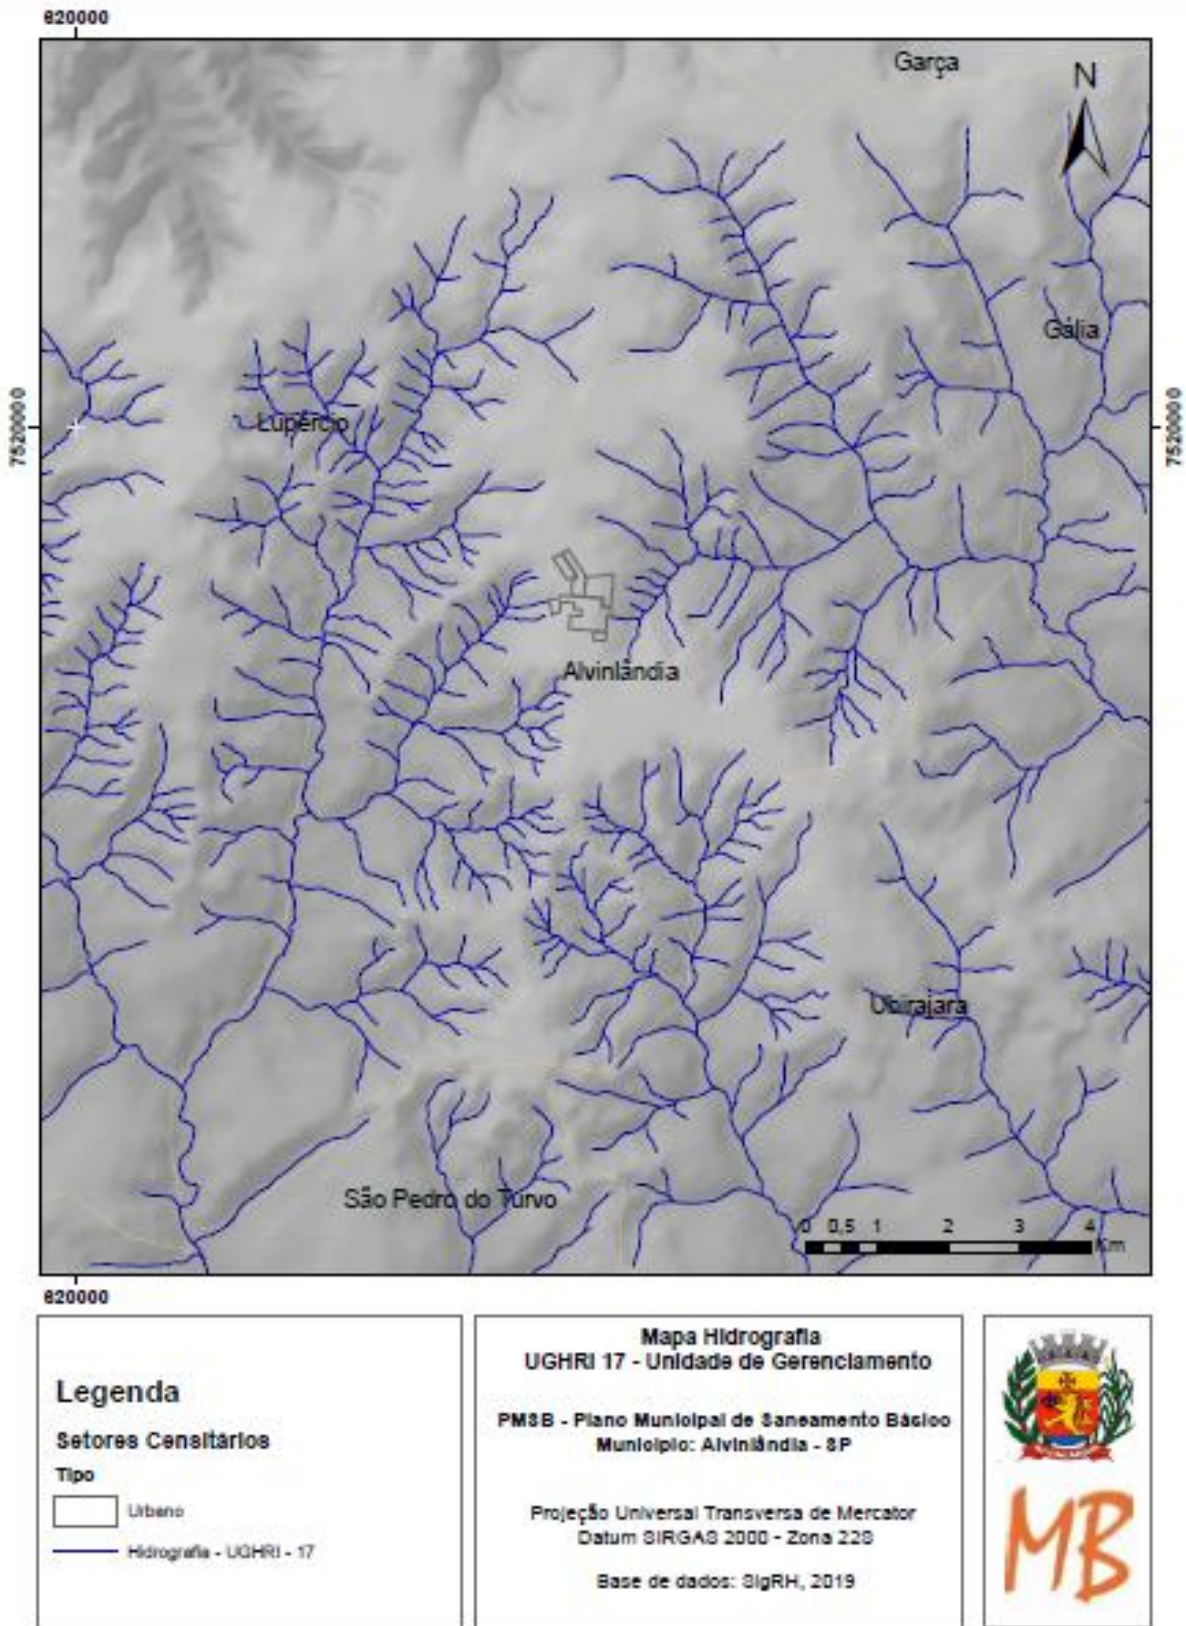 620000
Garça
N
Gália
7520000
7520000
Lupércio
Alvinlândia
Ubirajara
São Pedro do Turvo
0 0,5 1 2 3 4
Km
620000
Legenda
Setores Censitários
Tipo
Urbano
Hidrografia - UGHRI - 17
Mapa Hidrografia
UGHRI 17 - Unidade de Gerenciamento
PMSB - Plano Municipal de Saneamento Básico
Município: Alvinlândia - SP
Projeção Universal Transversa de Mercator
Datum SIRGAS 2000 - Zona 22S
Base de dados: SigRH, 2019
MB